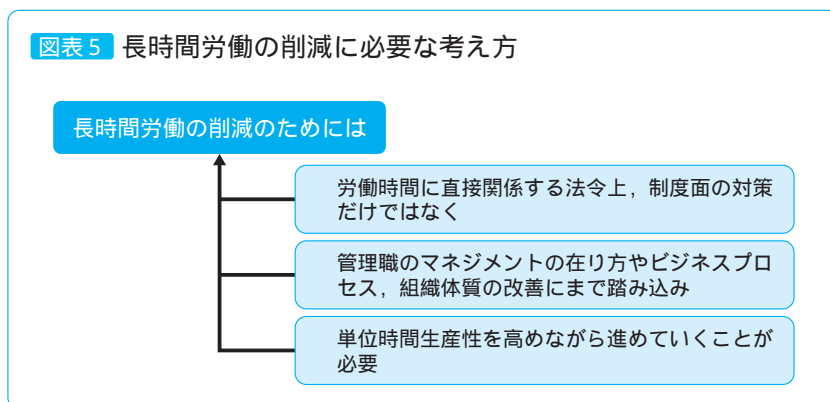 図表5 長時間労働の削減に必要な考え方
長時間労働の削減のためには
労働時間に直接関係する法令上，制度面の対策
だけではなく
管理職のマネジメントの在り方やビジネスプロ
セス，組織体質の改善にまで踏み込み
単位時間生産性を高めながら進めていくことが
必要